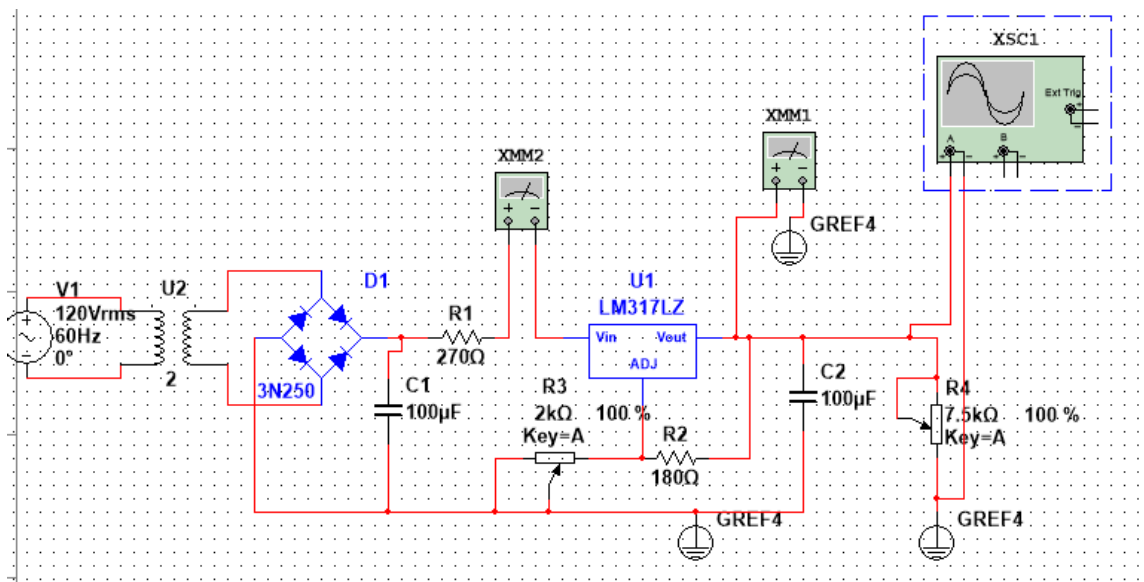 XSC1
Ext Trig
+
−
A
B
+ − + −
XMM1
+ −
GREF4
XMM2
+ −
V1
120Vrms
60Hz
0°
U2
2
D1
3N250
R1
270Ω
C1
100µF
U1
LM317LZ
Vin Vout
ADJ
R3
2kΩ 100 %
Key=A
R2
180Ω
C2
100µF
R4
7.5kΩ 100 %
Key=A
GREF4
GREF4